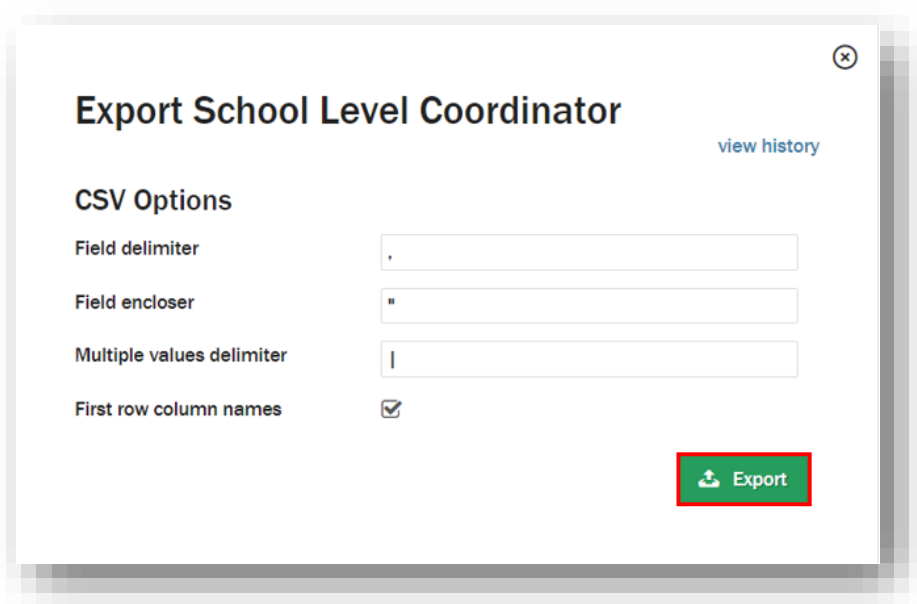 Export School Level Coordinator
view history
CSV Options
Field delimiter ,
Field encloser "
Multiple values delimiter |
First row column names
Export